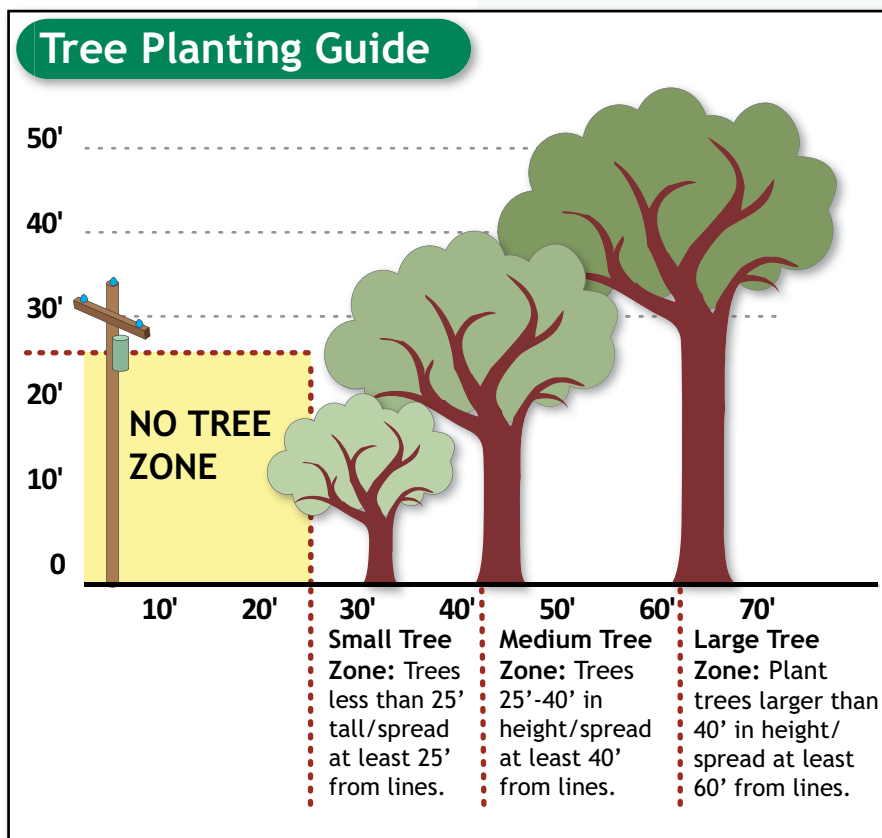 Tree Planting Guide
50'
40'
30'
20'
10'
0
NO TREE
ZONE
10' 20' 30' 40' 50' 60' 70'
Small Tree
Zone: Trees
less than 25’
tall/spread
at least 25’
from lines.
Medium Tree
Zone: Trees
25’-40’ in
height/spread
at least 40’
from lines.
Large Tree
Zone: Plant
trees larger than
40’ in height/
spread at least
60’ from lines.